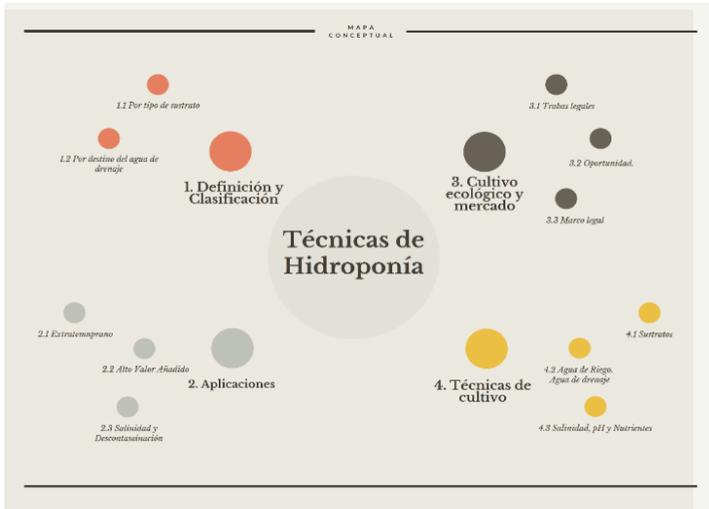 MAPA
CONCEPTUAL
1.1 Por tipo de sustrato
1.2 Por destino del agua de
drenaje
1. Definición y
Clasificación
3.1 Trabas legales
3.2 Oportunidad.
3. Cultivo
ecológico y
mercado
3.3 Marco legal
Técnicas de
Hidroponía
2.1 Extratemprano
2.2 Alto Valor Añadido
2. Aplicaciones
2.3 Salinidad y
Descontaminación
4.1 Sustratos
4.2 Agua de Riego.
Agua de drenaje
4. Técnicas de
cultivo
4.3 Salinidad, pH y Nutrientes